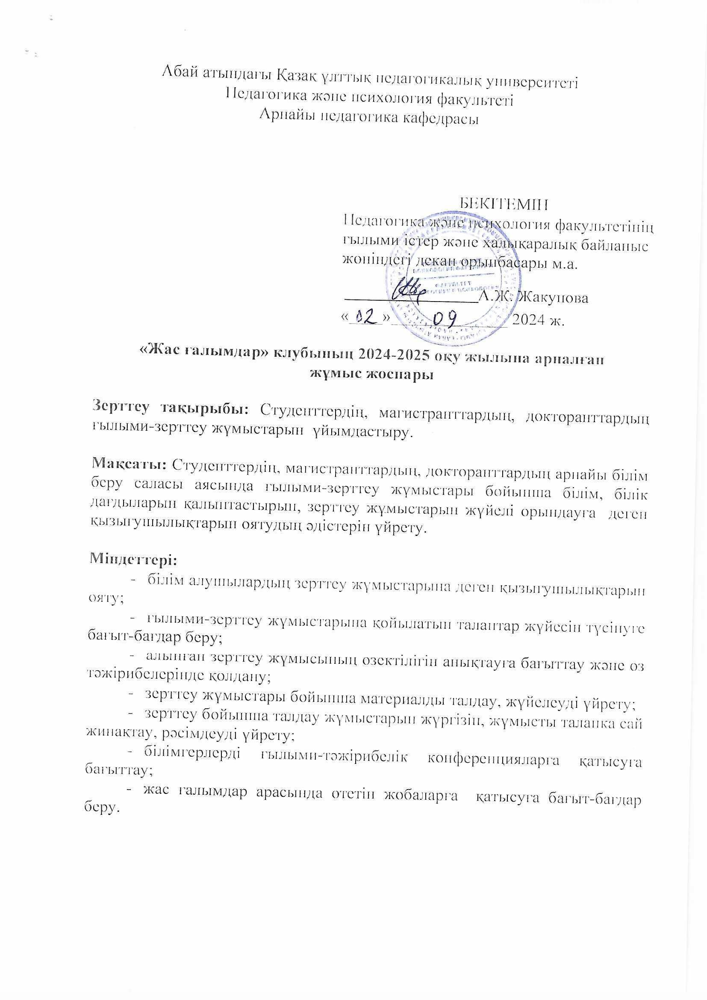 Абай атындағы Қазақ ұлттық педагогикалық университеті
Педагогика және психология факультеті
Арнайы педагогика кафедрасы
БЕКІТЕМІН
Педагогика және психология факультетінің
ғылыми істер және халықаралық байланыс
жөніндегі декан орынбасары м.а.
А.Ж. Жакупова
«02» 09 2024 ж.
«Жас ғалымдар» клубының 2024-2025 оқу жылына арналған
жұмыс жоспары
Зерттеу тақырыбы: Студенттердің, магистранттардың, докторанттардың
ғылыми-зерттеу жұмыстарын үйымдастыру.
Мақсаты: Студенттердің, магистранттардың, докторанттардың арнайы білім
беру саласы аясында ғылыми-зерттеу жұмыстары бойынша білім, білік
дағдыларын қалыптастырып, зерттеу жұмыстарын жүйелі орындауға деген
қызығушылықтарын оятудың әдістерін үйрету.
Міндеттері:
- білім алушылардың зерттеу жұмыстарына деген қызығушылықтарын
ояту;
- ғылыми-зерттеу жұмыстарына қойылатын талаптар жүйесін түсінуге
бағыт-бағдар беру;
- алынған зерттеу жұмысының өзектілігін анықтауға бағыттау және өз
тәжірибелерінде қолдану;
- зерттеу жұмыстары бойынша материалды талдау, жүйелеуді үйрету;
- зерттеу бойынша талдау жұмыстарын жүргізіп, жұмысты талапқа сай
жинақтау, рәсімдеуді үйрету;
- білімгерлерді ғылыми-тәжірибелік конференцияларға қатысуға
бағыттау;
- жас ғалымдар арасында өтетін жобаларға қатысуға бағыт-бағдар
беру.